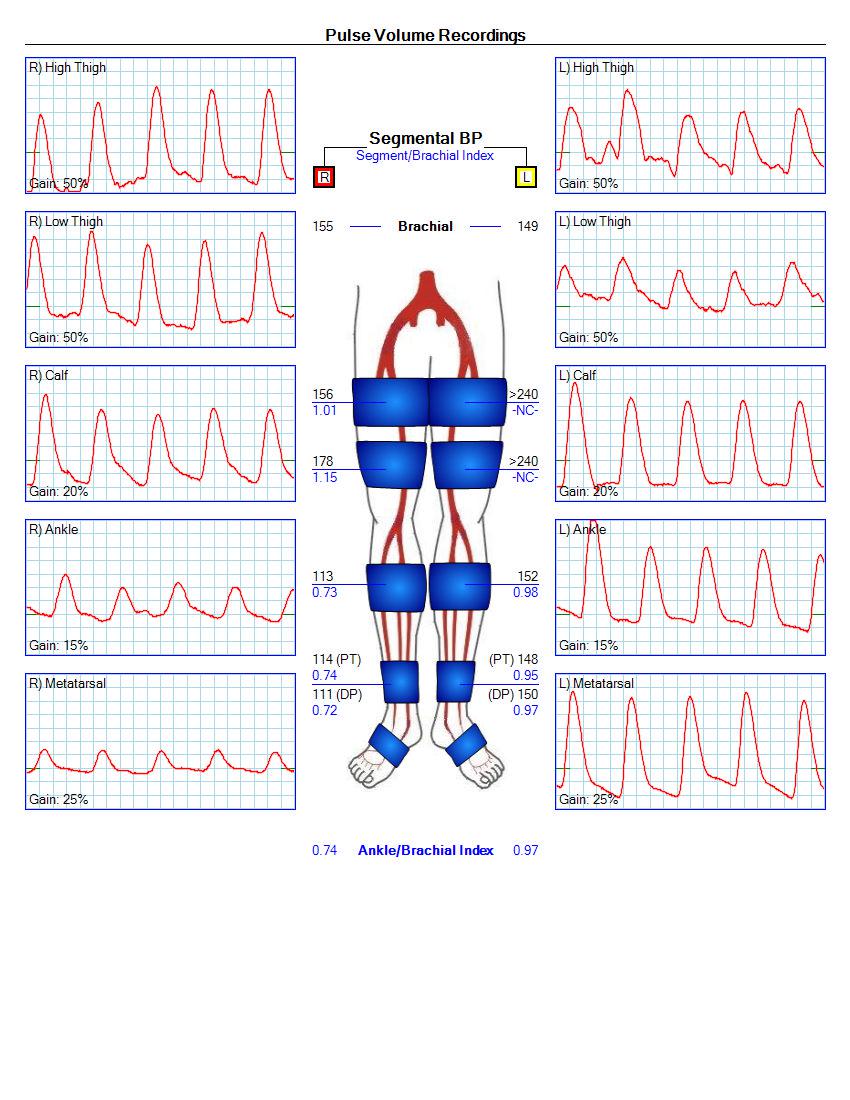 Pulse Volume Recordings
R) High Thigh
Gain: 50%
L) High Thigh
Gain: 50%
Segmental BP
Segment/Brachial Index
R
L
155 Brachial 149
R) Low Thigh
Gain: 50%
L) Low Thigh
Gain: 50%
156 >240
1.01 -NC-
R) Calf
Gain: 20%
L) Calf
Gain: 20%
178 >240
1.15 -NC-
R) Ankle
Gain: 15%
L) Ankle
Gain: 15%
113 152
0.73 0.98
114 (PT) (PT) 148
0.74 0.95
111 (DP) (DP) 150
0.72 0.97
R) Metatarsal
Gain: 25%
L) Metatarsal
Gain: 25%
0.74 Ankle/Brachial Index 0.97